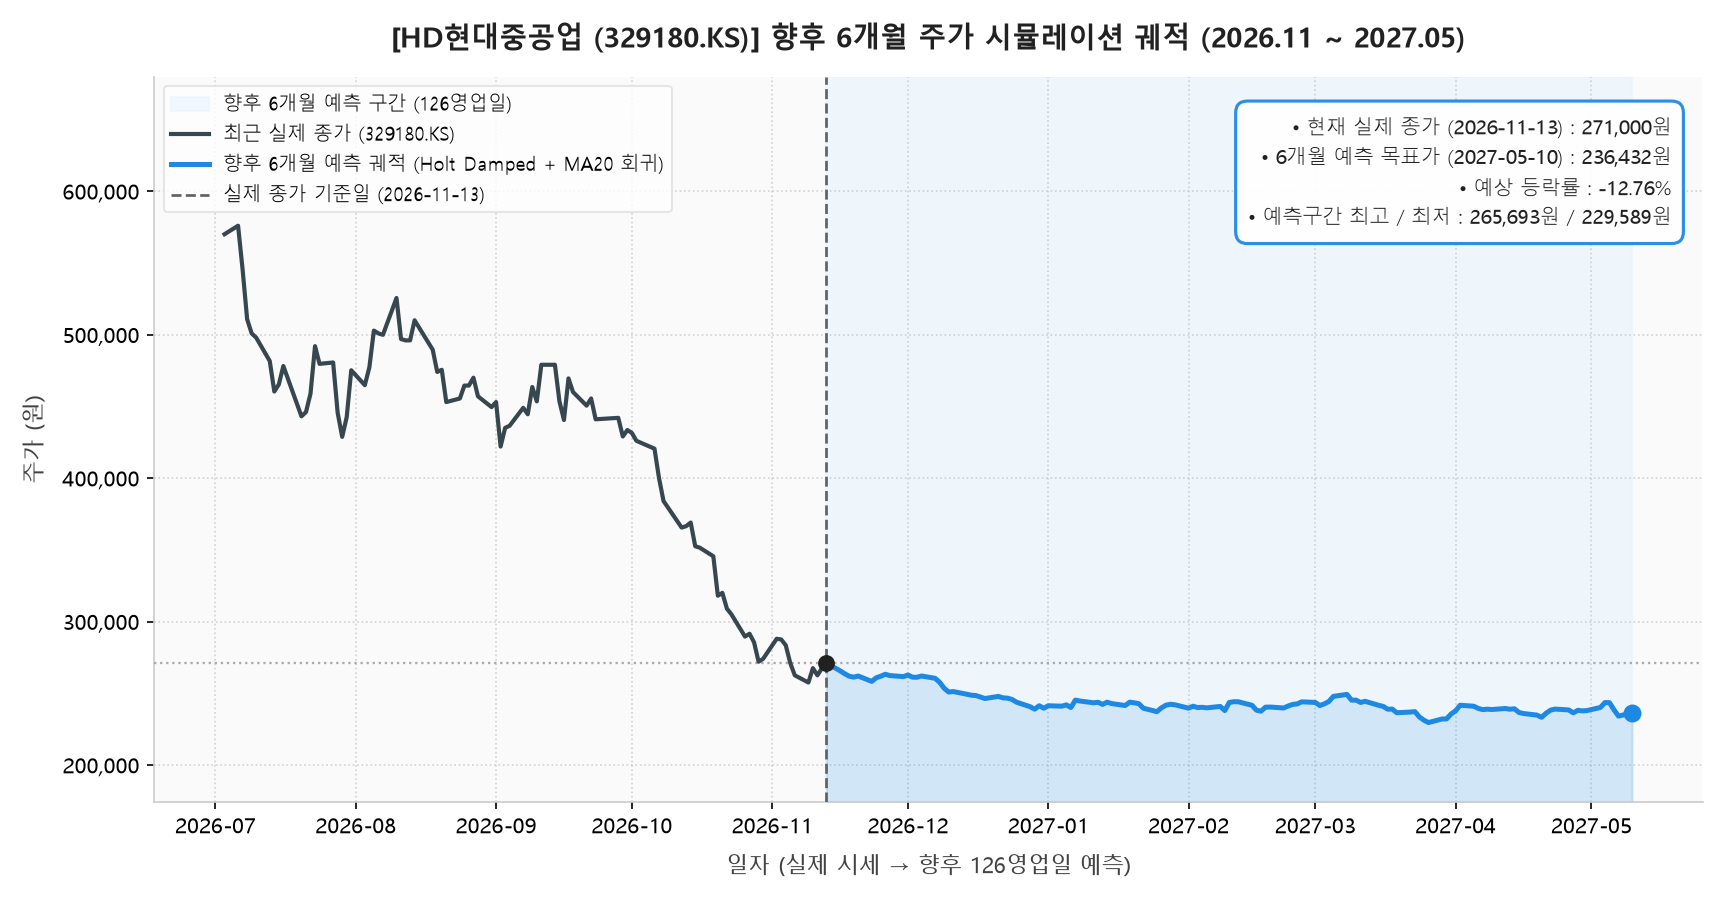 [HD현대중공업 (329180.KS)] 향후 6개월 주가 시뮬레이션 궤적 (2026.11 ~ 2027.05)
향후 6개월 예측 구간 (126영업일)
최근 실제 종가 (329180.KS)
향후 6개월 예측 궤적 (Holt Damped + MA20 회귀)
실제 종가 기준일 (2026-11-13)
• 현재 실제 종가 (2026-11-13) : 271,000원
• 6개월 예측 목표가 (2027-05-10) : 236,432원
• 예상 등락률 : -12.76%
• 예측구간 최고 / 최저 : 265,693원 / 229,589원
주가 (원)
600,000
500,000
400,000
300,000
200,000
2026-07
2026-08
2026-09
2026-10
2026-11
2026-12
2027-01
2027-02
2027-03
2027-04
2027-05
일자 (실제 시세 → 향후 126영업일 예측)